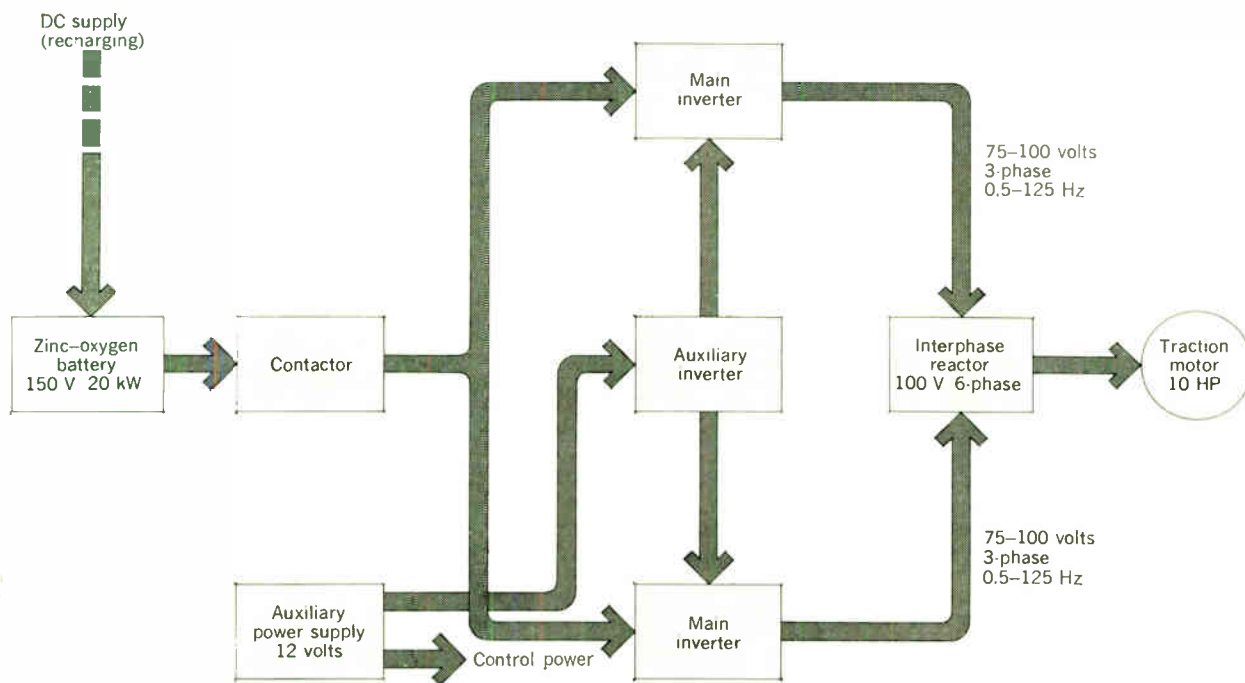 DC supply
(recharging)
Main
inverter
75–100 volts
3-phase
0.5–125 Hz
Zinc–oxygen
battery
150 V 20 kW
Contactor
Auxiliary
inverter
Interphase
reactor
100 V 6-phase
Traction
motor
10 HP
75–100 volts
3-phase
0.5–125 Hz
Auxiliary
power supply
12 volts
Control power
Main
inverter